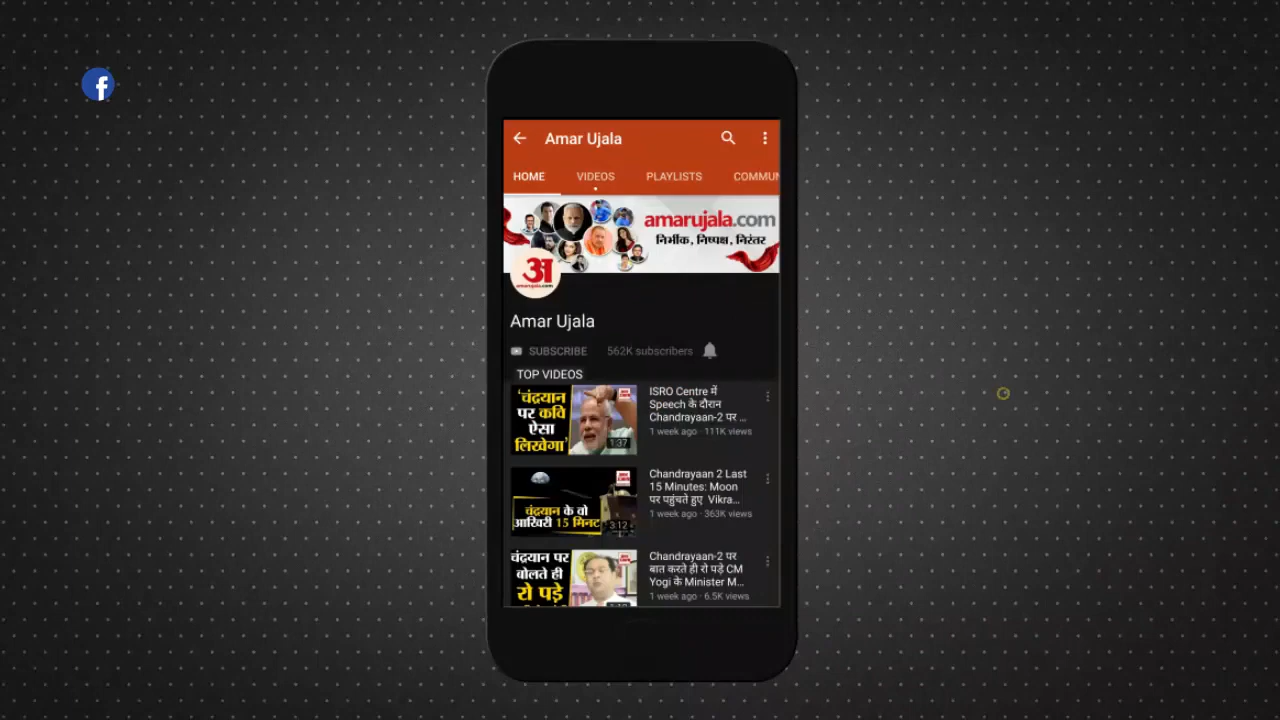 f
Amar Ujala
HOME VIDEOS PLAYLISTS COMMUN
amarujala.com
निर्भीक, निष्पक्ष, निरंतर
अ
amarujala.com
Amar Ujala
SUBSCRIBE 562K subscribers
TOP VIDEOS
'चंद्रयान
पर कवि
ऐसा
लिखेगा'
1:37
ISRO Centre में
Speech के दौरान
Chandrayaan-2 पर ...
1 week ago · 111K views
चंद्रयान के वो
आखिरी 15 मिनट
3:12
Chandrayaan 2 Last
15 Minutes: Moon
पर पहुंचते हुए Vikra...
1 week ago · 363K views
चंद्रयान पर
बोलते ही
रो पड़े
Chandrayaan-2 पर
बात करते ही रो पड़े CM
Yogi के Minister M...
1 week ago · 6.5K views